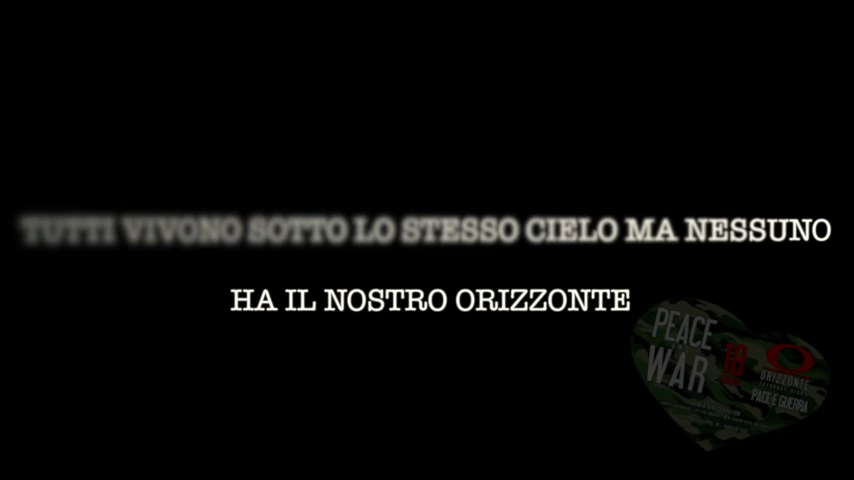 TUTTI VIVONO SOTTO LO STESSO CIELO MA NESSUNO
HA IL NOSTRO ORIZZONTE
PEACE
WAR
18
ORIZZONTE
PACE E GUERRA